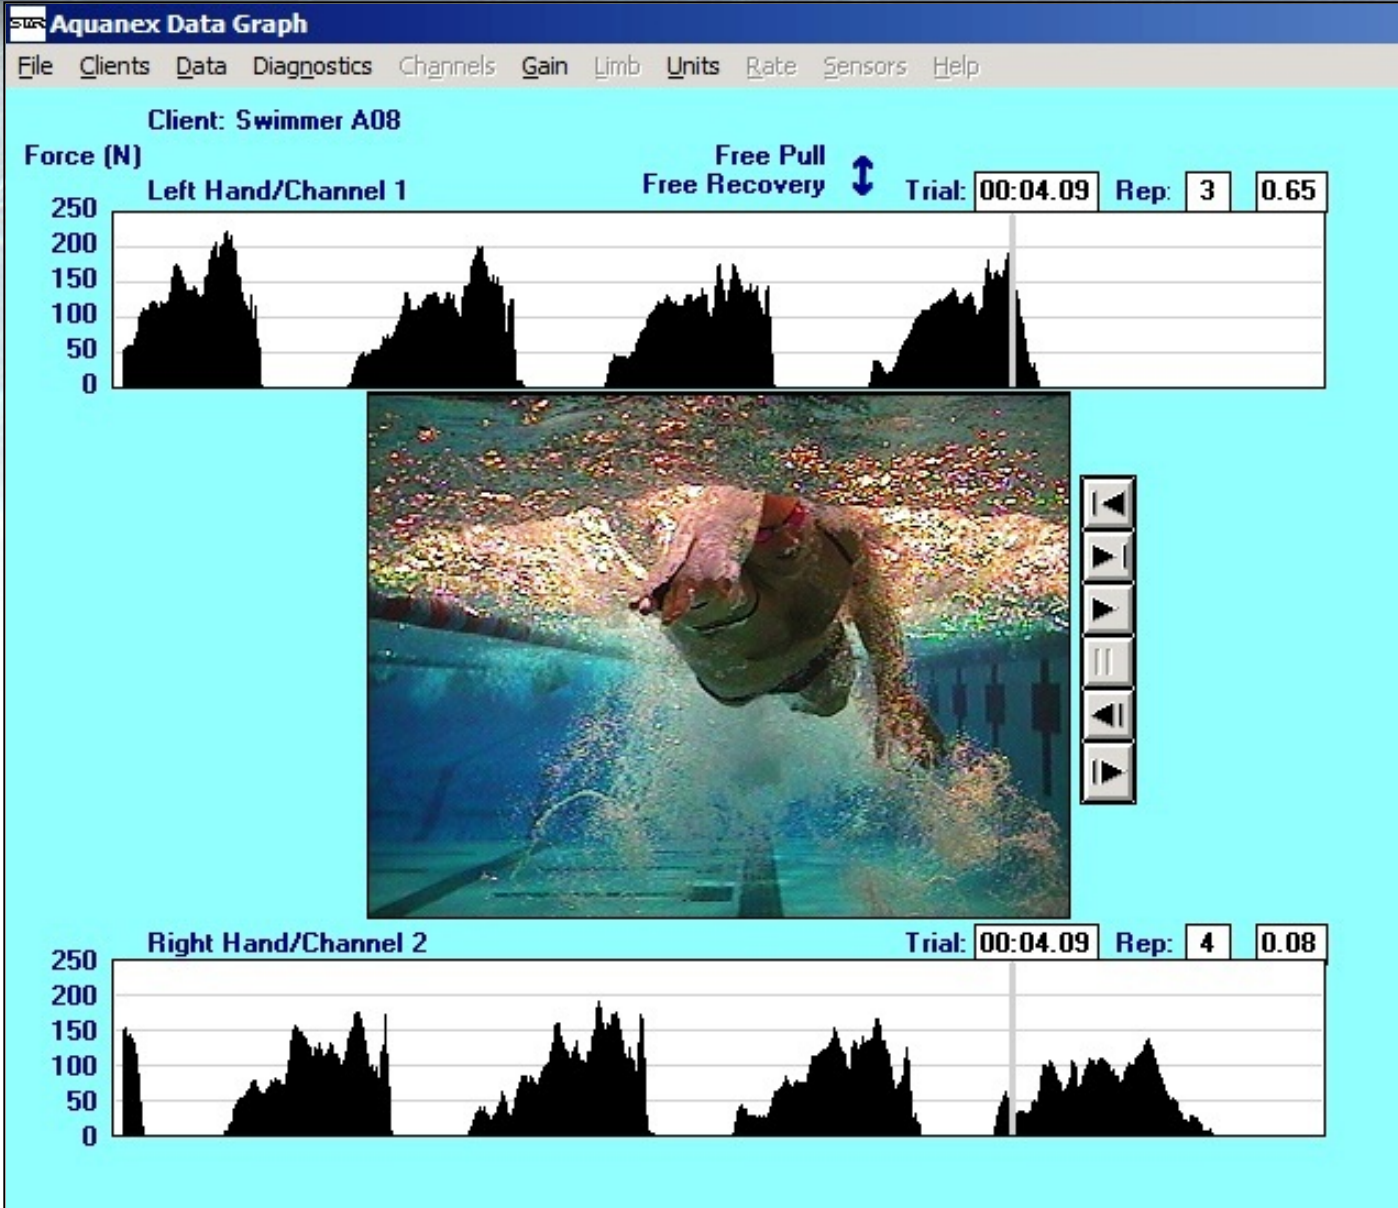 STAR Aquanex Data Graph
File Clients Data Diagnostics Channels Gain Limb Units Rate Sensors Help
Client: Swimmer A08
Force (N)
Free Pull
Free Recovery
Left Hand/Channel 1
Trial: 00:04.09 Rep: 3 0.65
250
200
150
100
50
0
Right Hand/Channel 2
Trial: 00:04.09 Rep: 4 0.08
250
200
150
100
50
0